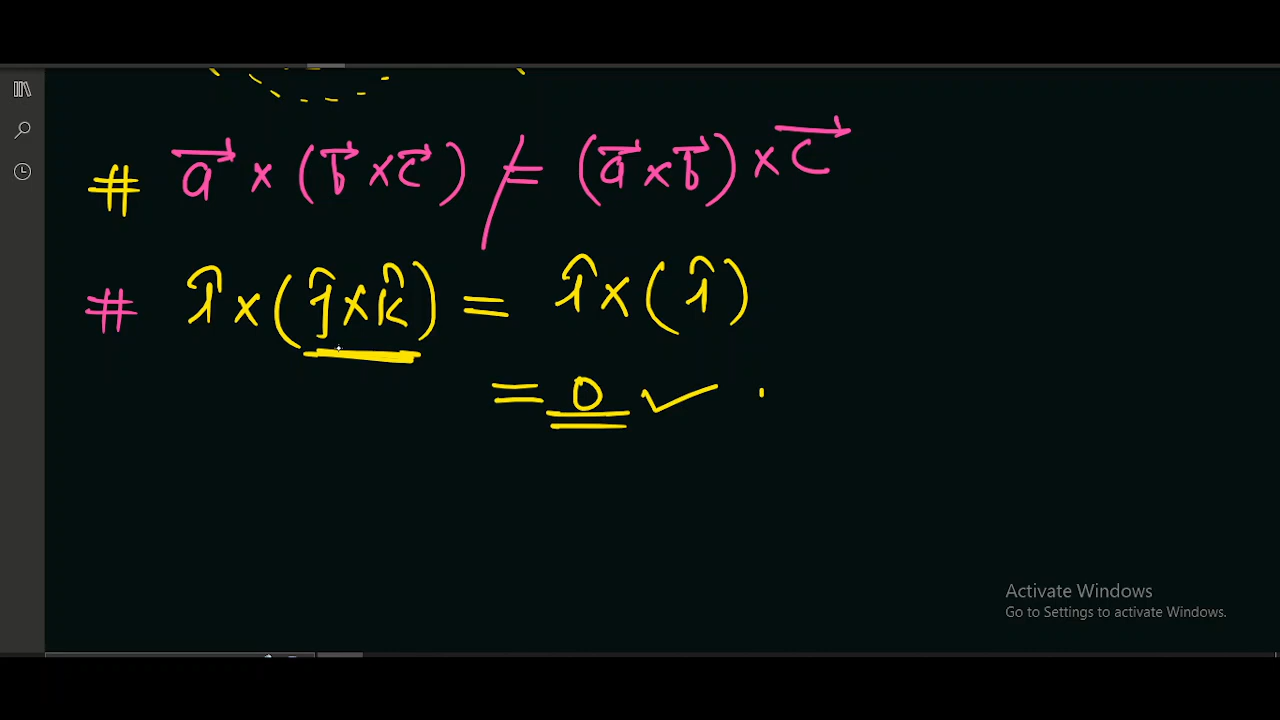 # a⃗ × (b⃗ × c⃗) ≠ (a⃗ × b⃗) × c⃗
# î × (ĵ × k̂) = î × (î)
= 0 ✓ .
Activate Windows
Go to Settings to activate Windows.